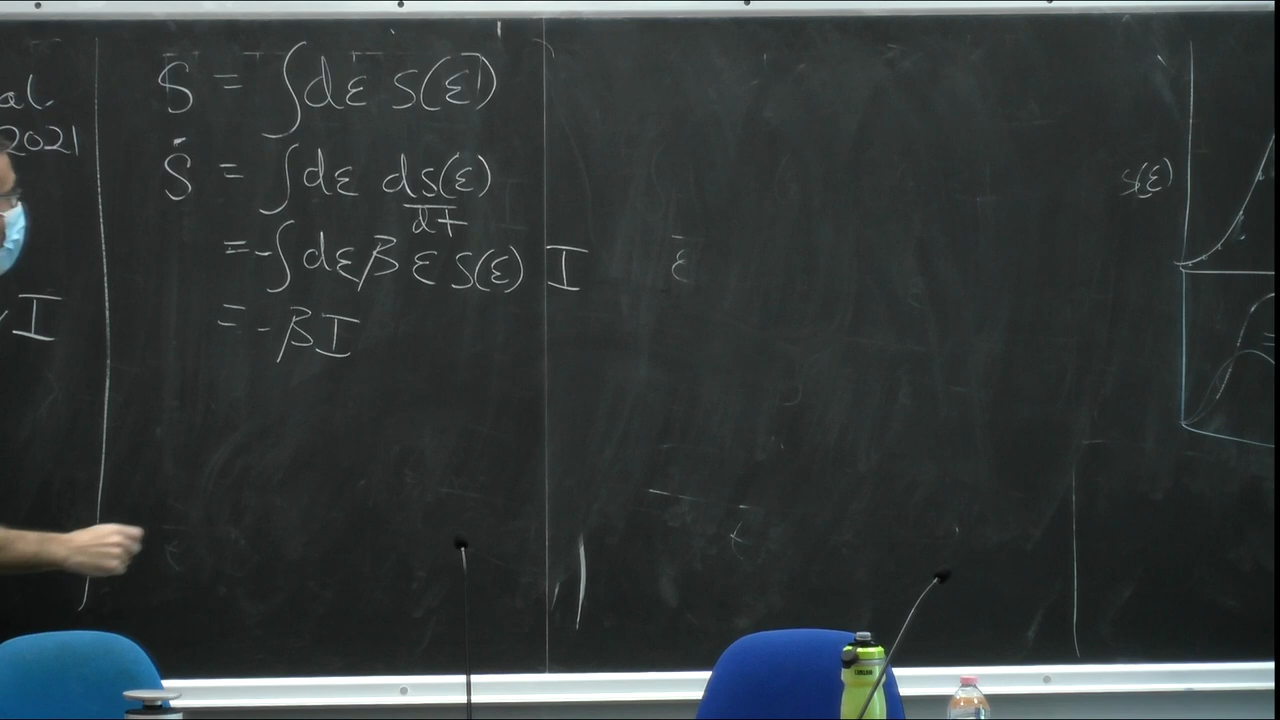 al.
2021
I
S = ∫dε S(ε)
Ṡ = ∫dε dS(ε)/dt
= -∫dε β ε S(ε) I
= -βI
ε̄
S(ε)